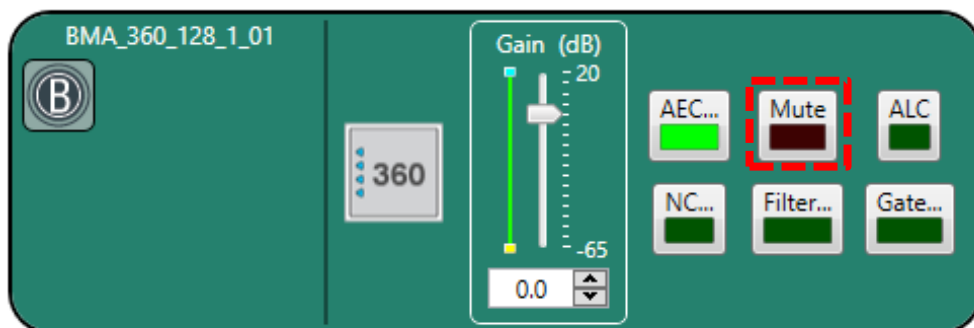 BMA_360_128_1_01
B
360
Gain (dB)
20
-65
0.0
AEC...
Mute
ALC
NC...
Filter...
Gate...